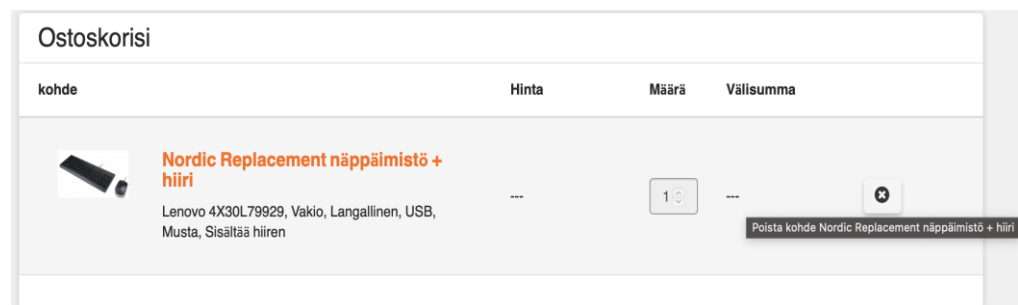 Ostoskorisi
kohde Hinta Määrä Välisumma
Nordic Replacement näppäimistö +
hiiri
Lenovo 4X30L79929, Vakio, Langallinen, USB,
Musta, Sisältää hiiren
--- 1 ---
Poista kohde Nordic Replacement näppäimistö + hiiri